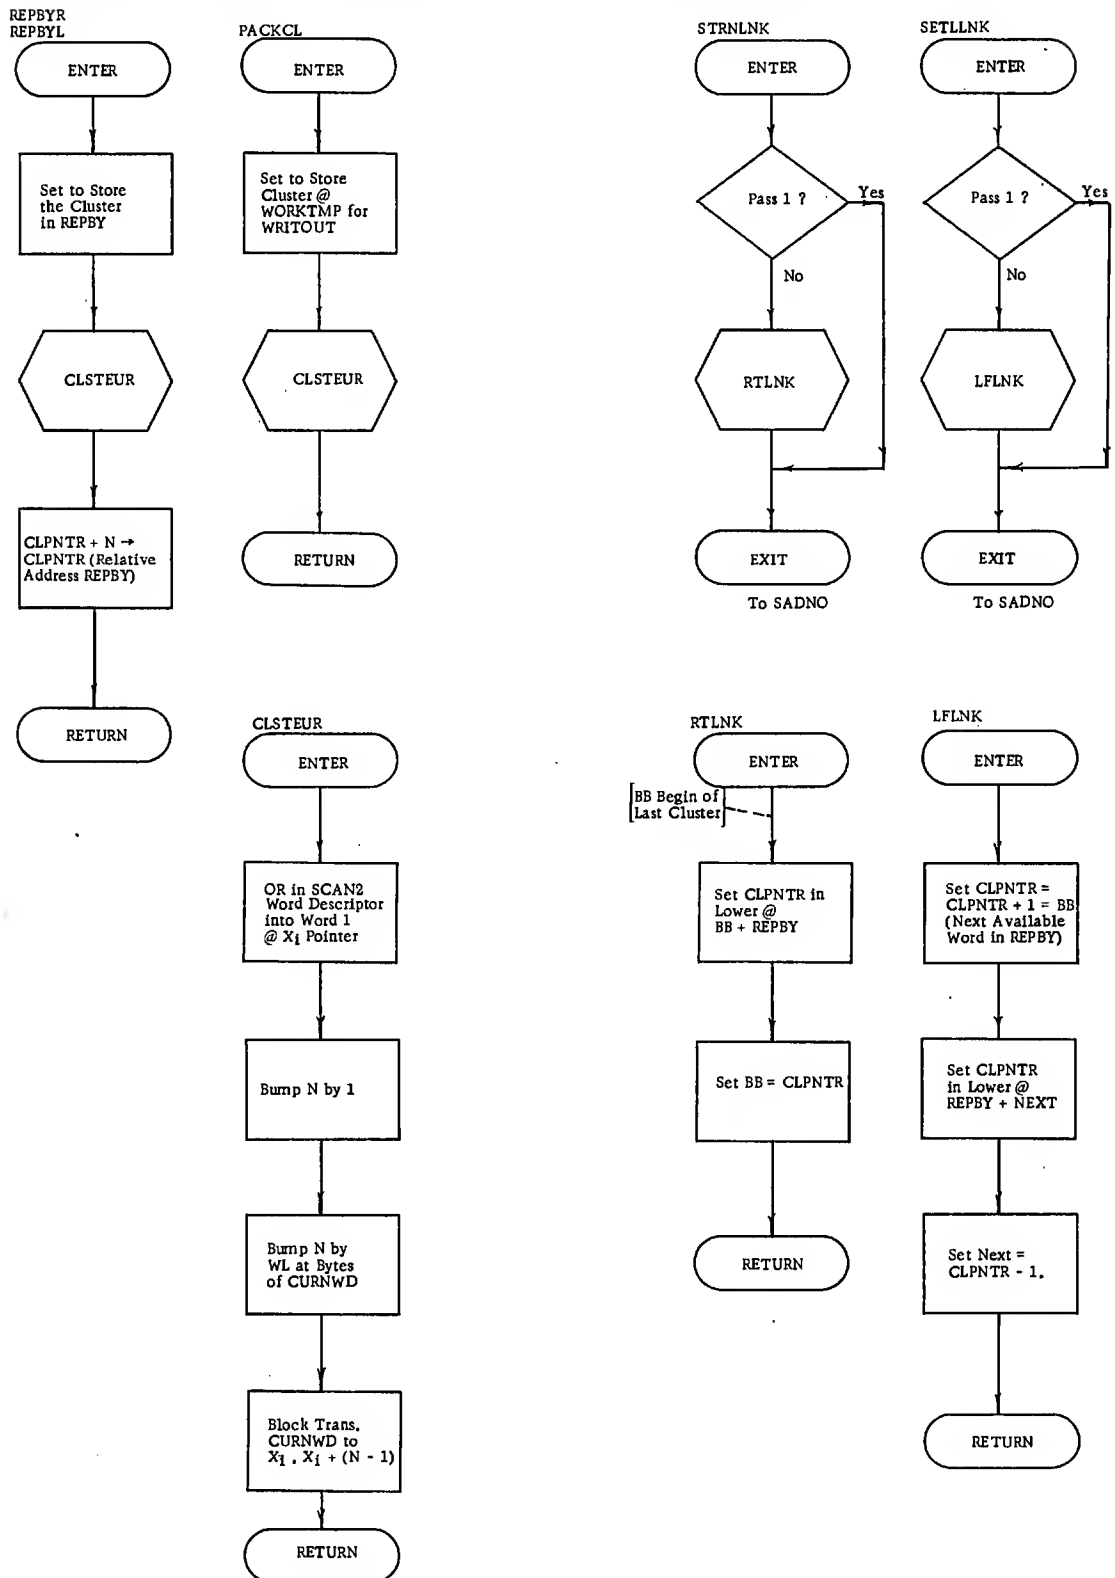 REPBYR
REPBYL
ENTER
Set to Store
the Cluster
in REPBY
CLSTEUR
CLPNTR + N →
CLPNTR (Relative
Address REPBY)
RETURN
PACKCL
ENTER
Set to Store
Cluster @
WORKTMP for
WRITOUT
CLSTEUR
RETURN
STRNLNK
ENTER
Pass 1 ?
Yes
No
RTLNK
EXIT
To SADNO
SETLLNK
ENTER
Pass 1 ?
Yes
No
LFLNK
EXIT
To SADNO
CLSTEUR
ENTER
OR in SCAN2
Word Descriptor
into Word 1
@ Xi Pointer
Bump N by 1
Bump N by
WL at Bytes
of CURNWD
Block Trans.
CURNWD to
Xi . Xi + (N - 1)
RETURN
RTLNK
ENTER
[BB Begin of
Last Cluster]
Set CLPNTR in
Lower @
BB + REPBY
Set BB = CLPNTR
RETURN
LFLNK
ENTER
Set CLPNTR =
CLPNTR + 1 = BB
(Next Available
Word in REPBY)
Set CLPNTR
in Lower @
REPBY + NEXT
Set Next =
CLPNTR - 1.
RETURN